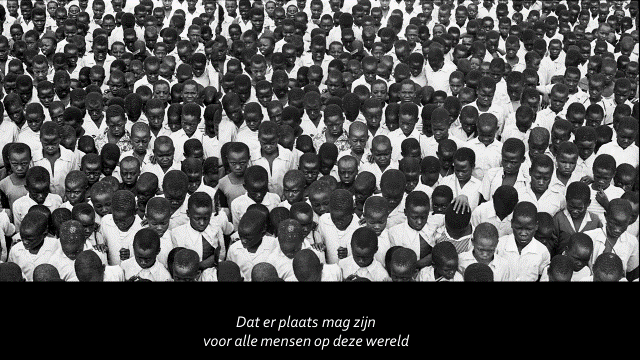 Dat er plaats mag zijn
voor alle mensen op deze wereld